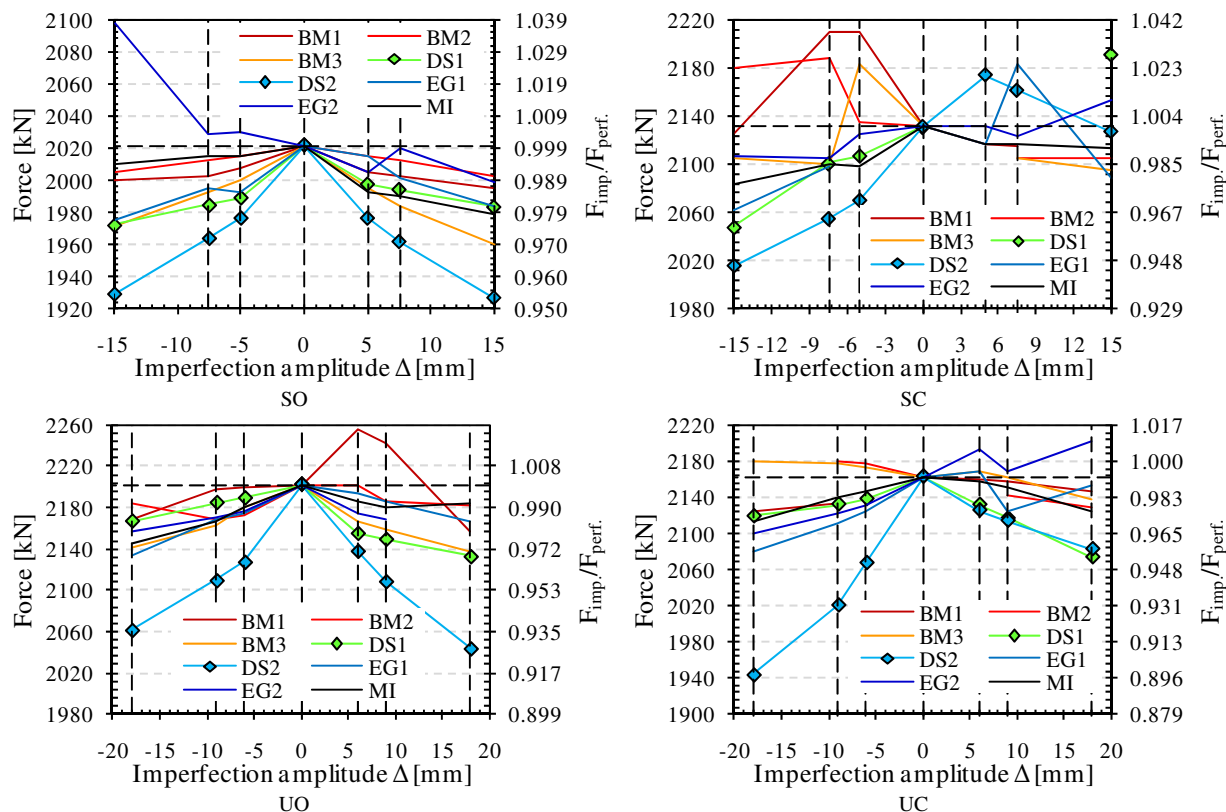 2100 2080 2060 2040 2020 2000 1980 1960 1940 1920
Force [kN]
BM1 BM2
BM3 DS1
DS2 EG1
EG2 MI
1.039 1.029 1.019 1.009 0.999 0.989 0.979 0.970 0.960 0.950
F_imp./F_perf.
-15 -10 -5 0 5 10 15
Imperfection amplitude Δ [mm]
SO
2220 2180 2140 2100 2060 2020 1980
Force [kN]
BM1 BM2
BM3 DS1
DS2 EG1
EG2 MI
1.042 1.023 1.004 0.985 0.967 0.948 0.929
F_imp./F_perf.
-15 -12 -9 -6 -3 0 3 6 9 12 15
Imperfection amplitude Δ [mm]
SC
2260 2220 2180 2140 2100 2060 2020 1980
Force [kN]
BM1 BM2
BM3 DS1
DS2 EG1
EG2 MI
1.008 0.990 0.972 0.953 0.935 0.917 0.899
F_imp./F_perf.
-20 -15 -10 -5 0 5 10 15 20
Imperfection amplitude Δ [mm]
UO
2220 2180 2140 2100 2060 2020 1980 1940 1900
Force [kN]
BM1 BM2
BM3 DS1
DS2 EG1
EG2 MI
1.017 1.000 0.983 0.965 0.948 0.931 0.913 0.896 0.879
F_imp./F_perf.
-20 -15 -10 -5 0 5 10 15 20
Imperfection amplitude Δ [mm]
UC